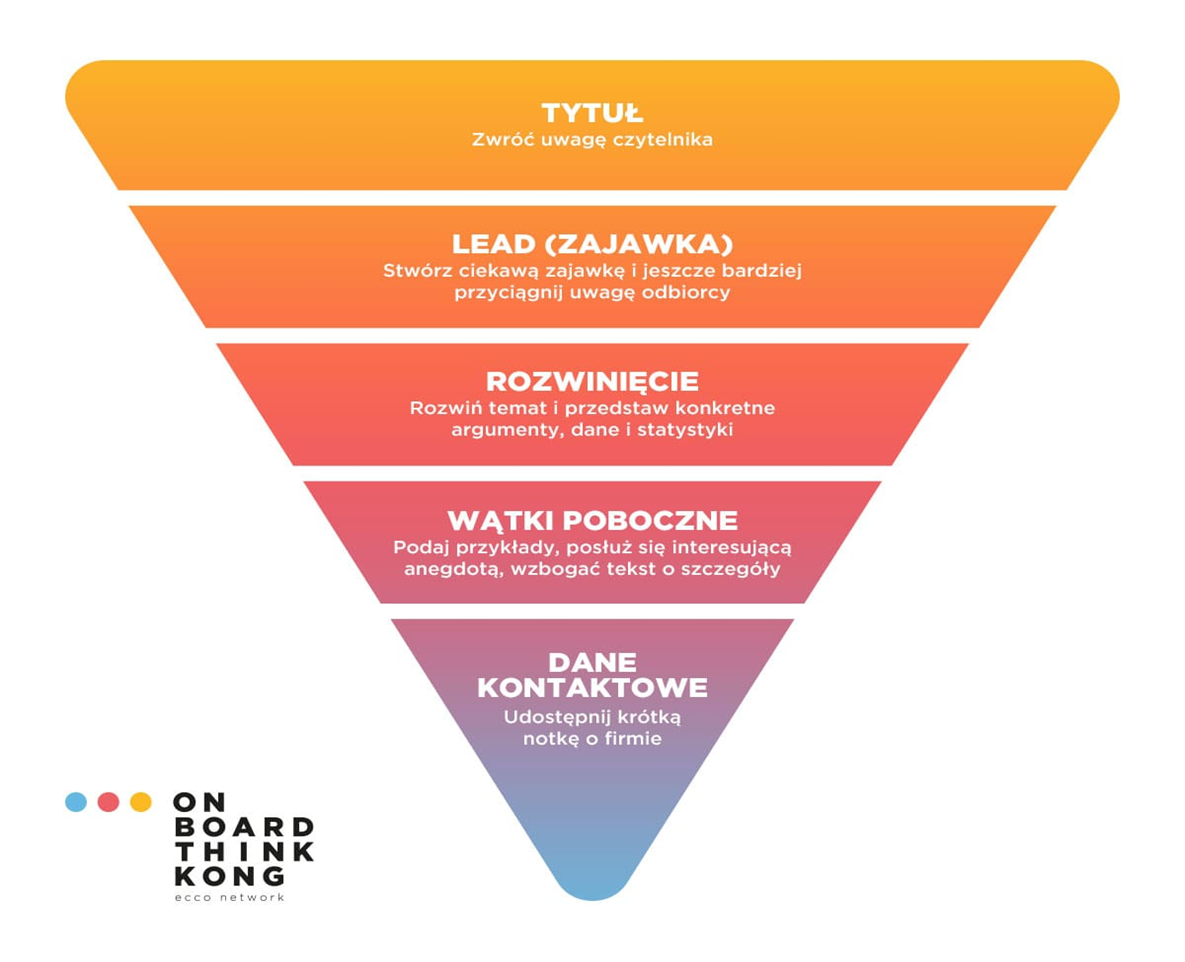 TYTUŁ
Zwróć uwagę czytelnika
LEAD (ZAJAWKA)
Stwórz ciekawą zajawkę i jeszcze bardziej
przyciągnij uwagę odbiorcy
ROZWINIĘCIE
Rozwiń temat i przedstaw konkretne
argumenty, dane i statystyki
WĄTKI POBOCZNE
Podaj przykłady, posłuż się interesującą
anegdotą, wzbogać tekst o szczegóły
DANE
KONTAKTOWE
Udostępnij krótką
notkę o firmie
ON
BOARD
THINK
KONG
ecco network